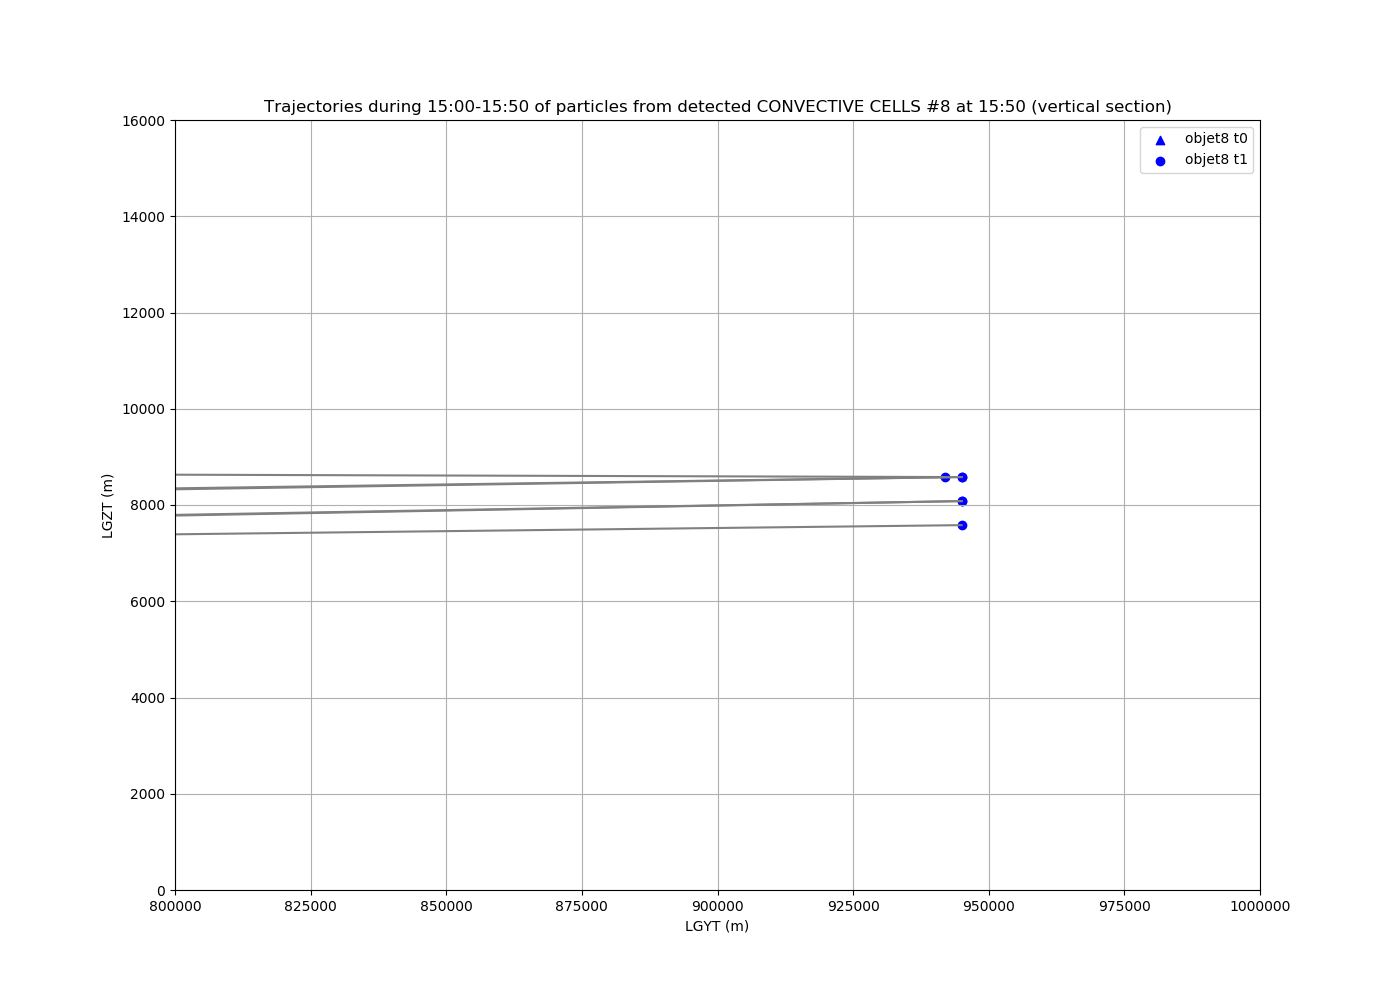 Trajectories during 15:00-15:50 of particles from detected CONVECTIVE CELLS #8 at 15:50 (vertical section)
objet8 t0
objet8 t1
16000
14000
12000
10000
8000
6000
4000
2000
0
LGZT (m)
800000 825000 850000 875000 900000 925000 950000 975000 1000000
LGYT (m)